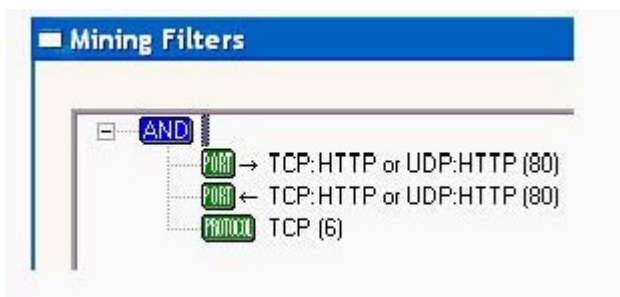 Mining Filters
AND
PORT → TCP:HTTP or UDP:HTTP (80)
PORT ← TCP:HTTP or UDP:HTTP (80)
PROTOCOL TCP (6)